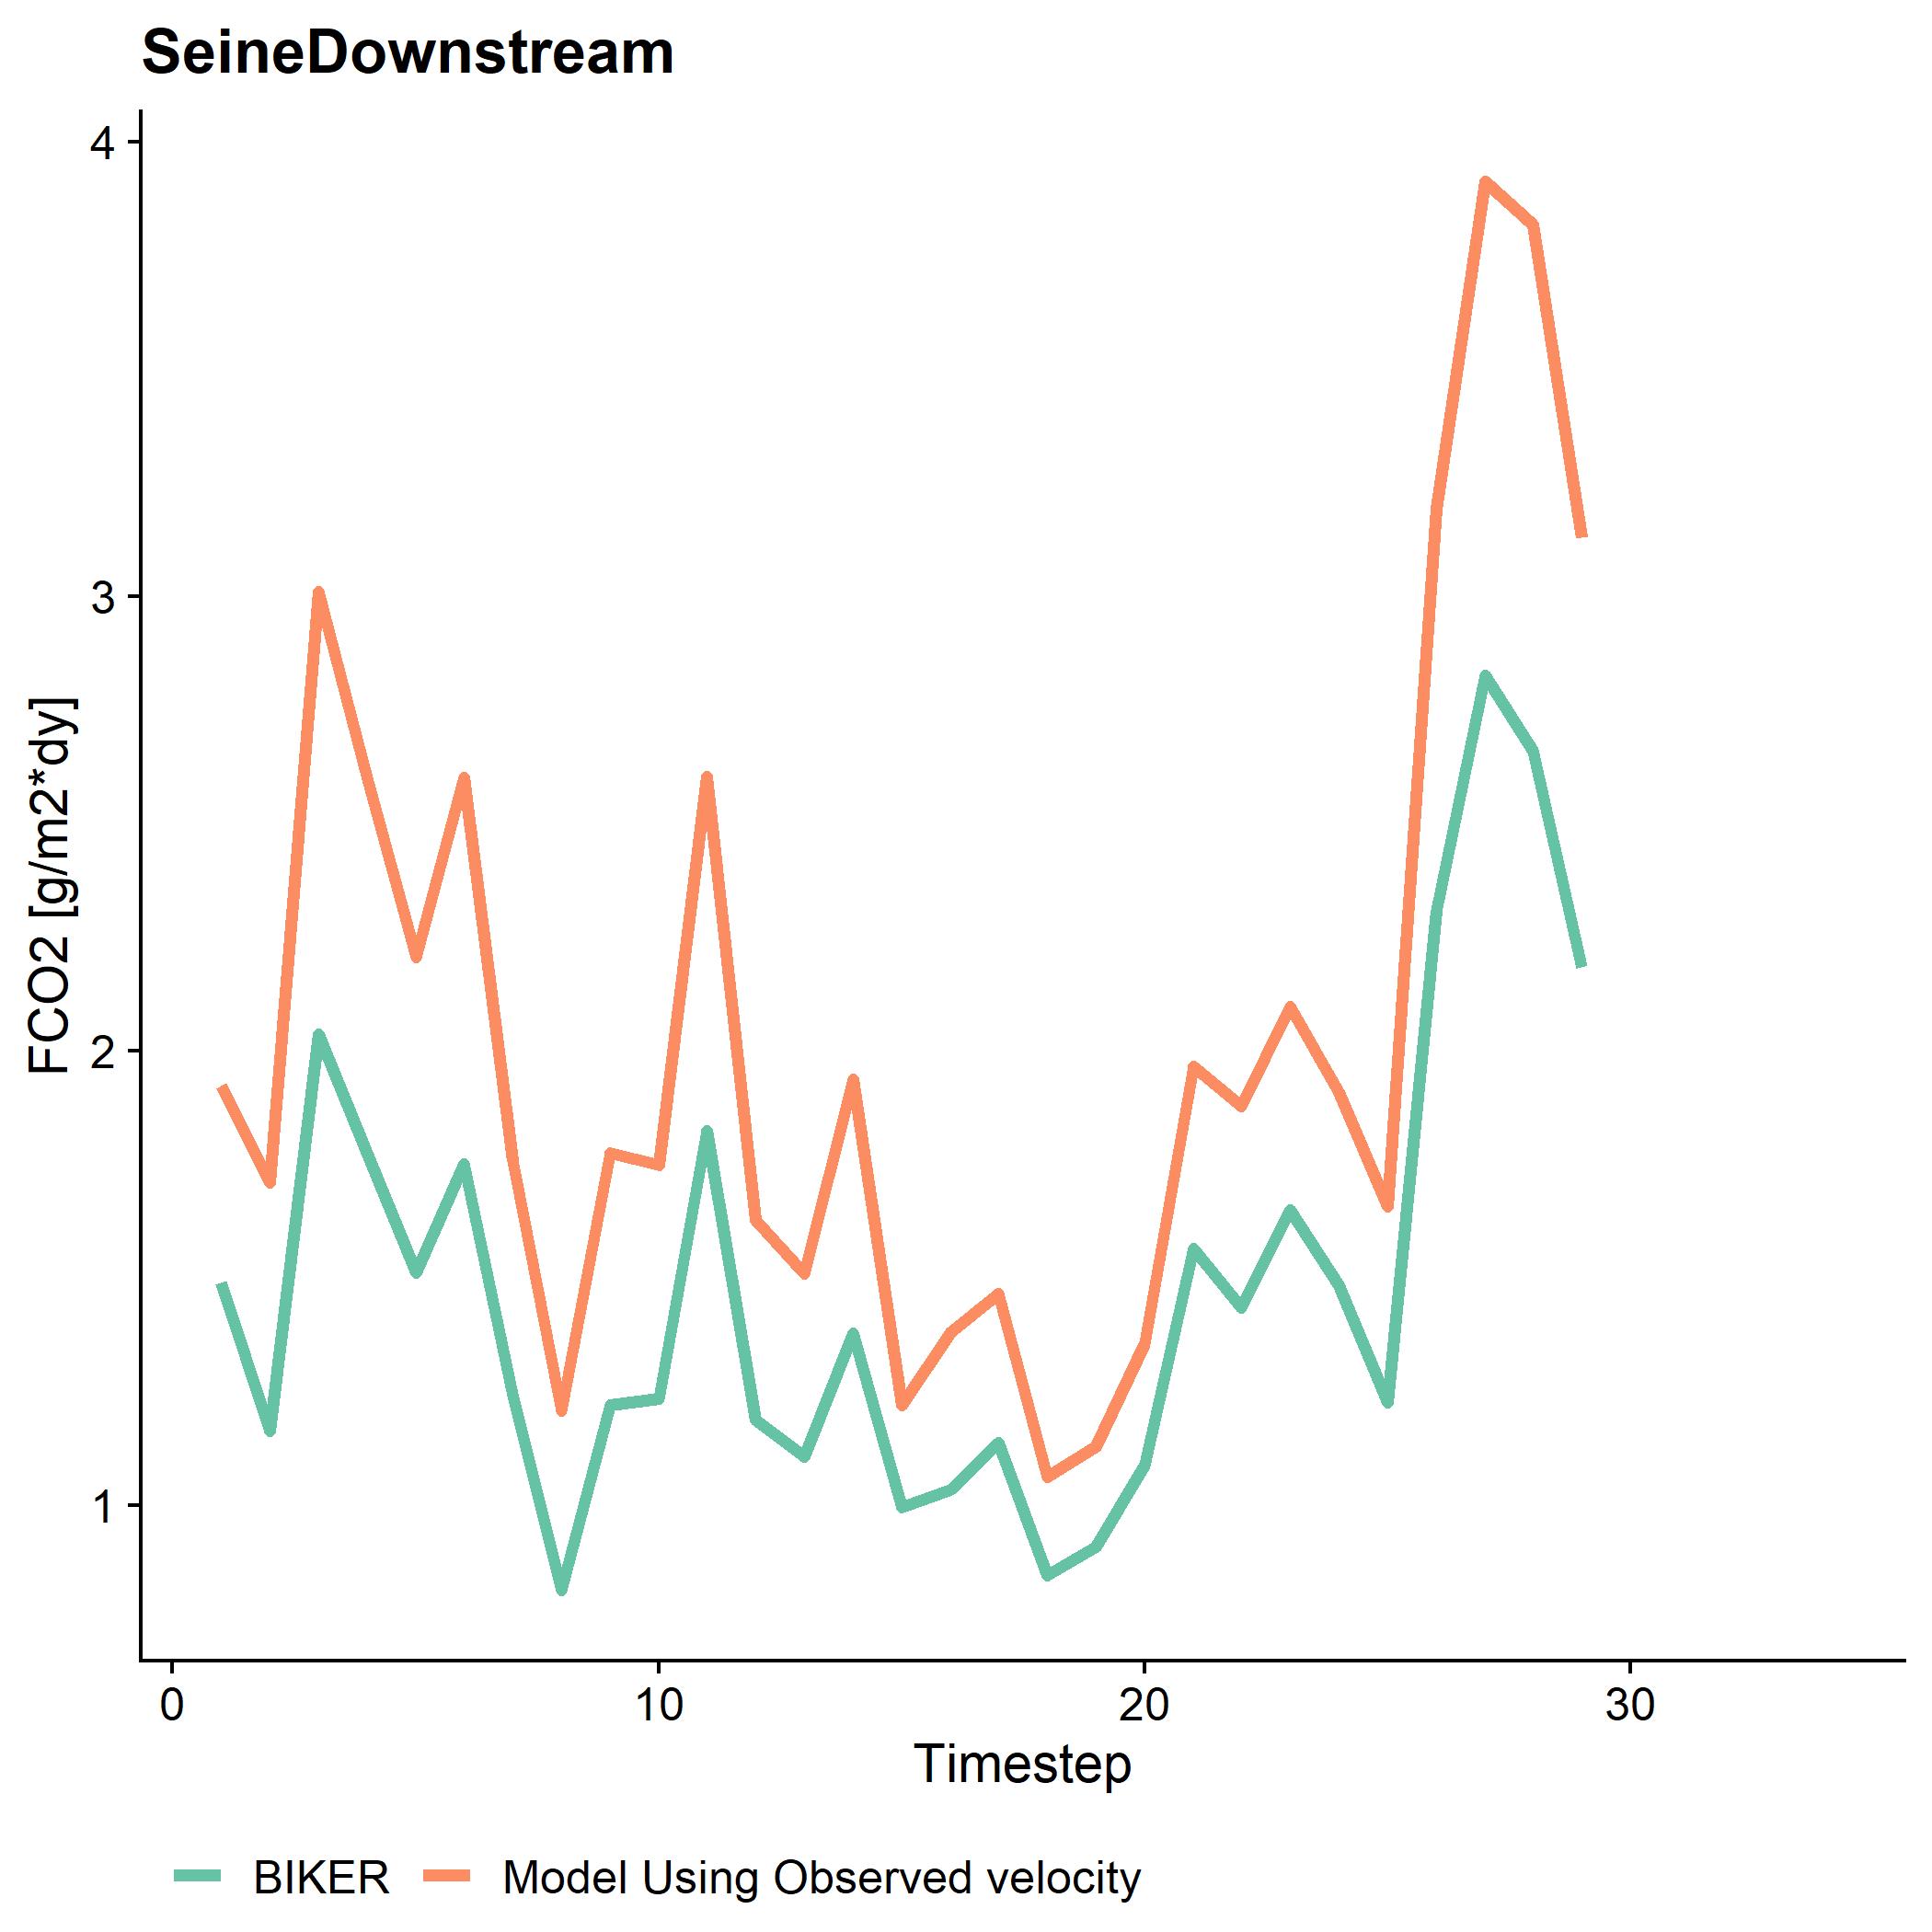 SeineDownstream
4
3
2
1
FCO2 [g/m2*dy]
0 10 20 30
Timestep
BIKER Model Using Observed velocity